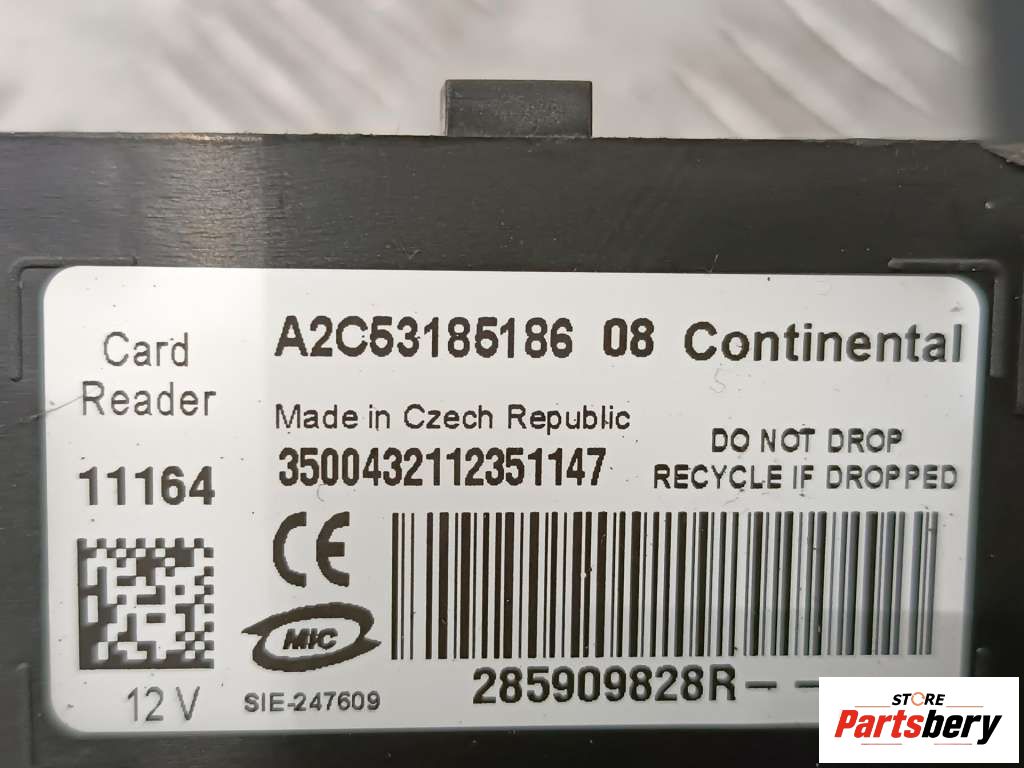 Card
Reader
11164
12 V
A2C53185186 08 Continental
Made in Czech Republic
3500432112351147
DO NOT DROP
RECYCLE IF DROPPED
CE
MIC
SIE-247609
285909828R--
STORE
Partsbery